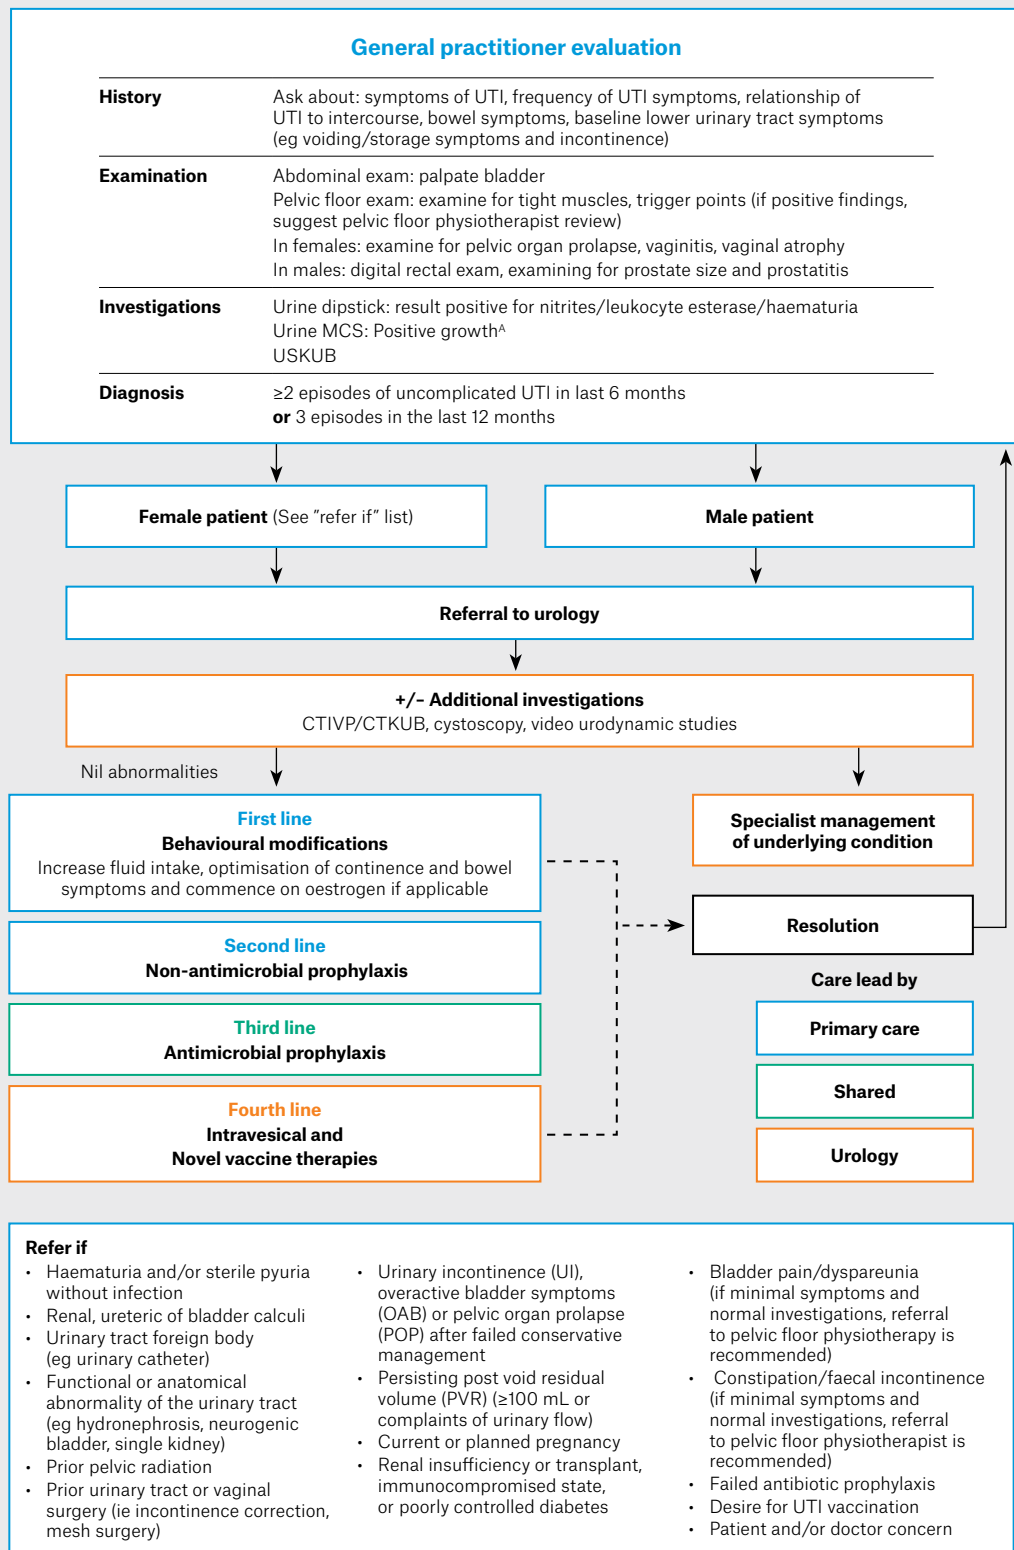 General practitioner evaluation
History
Ask about: symptoms of UTI, frequency of UTI symptoms, relationship of
UTI to intercourse, bowel symptoms, baseline lower urinary tract symptoms
(eg voiding/storage symptoms and incontinence)
Examination
Abdominal exam: palpate bladder
Pelvic floor exam: examine for tight muscles, trigger points (if positive findings,
suggest pelvic floor physiotherapist review)
In females: examine for pelvic organ prolapse, vaginitis, vaginal atrophy
In males: digital rectal exam, examining for prostate size and prostatitis
Investigations
Urine dipstick: result positive for nitrites/leukocyte esterase/haematuria
Urine MCS: Positive growthᴬ
USKUB
Diagnosis
≥2 episodes of uncomplicated UTI in last 6 months
or 3 episodes in the last 12 months
Female patient (See "refer if" list)
Male patient
Referral to urology
+/– Additional investigations
CTIVP/CTKUB, cystoscopy, video urodynamic studies
Nil abnormalities
First line
Behavioural modifications
Increase fluid intake, optimisation of continence and bowel
symptoms and commence on oestrogen if applicable
Second line
Non-antimicrobial prophylaxis
Third line
Antimicrobial prophylaxis
Fourth line
Intravesical and
Novel vaccine therapies
Specialist management
of underlying condition
Resolution
Care lead by
Primary care
Shared
Urology
Refer if
• Haematuria and/or sterile pyuria
without infection
• Renal, ureteric of bladder calculi
• Urinary tract foreign body
(eg urinary catheter)
• Functional or anatomical
abnormality of the urinary tract
(eg hydronephrosis, neurogenic
bladder, single kidney)
• Prior pelvic radiation
• Prior urinary tract or vaginal
surgery (ie incontinence correction,
mesh surgery)
• Urinary incontinence (UI),
overactive bladder symptoms
(OAB) or pelvic organ prolapse
(POP) after failed conservative
management
• Persisting post void residual
volume (PVR) (≥100 mL or
complaints of urinary flow)
• Current or planned pregnancy
• Renal insufficiency or transplant,
immunocompromised state,
or poorly controlled diabetes
• Bladder pain/dyspareunia
(if minimal symptoms and
normal investigations, referral
to pelvic floor physiotherapy is
recommended)
• Constipation/faecal incontinence
(if minimal symptoms and
normal investigations, referral
to pelvic floor physiotherapist is
recommended)
• Failed antibiotic prophylaxis
• Desire for UTI vaccination
• Patient and/or doctor concern